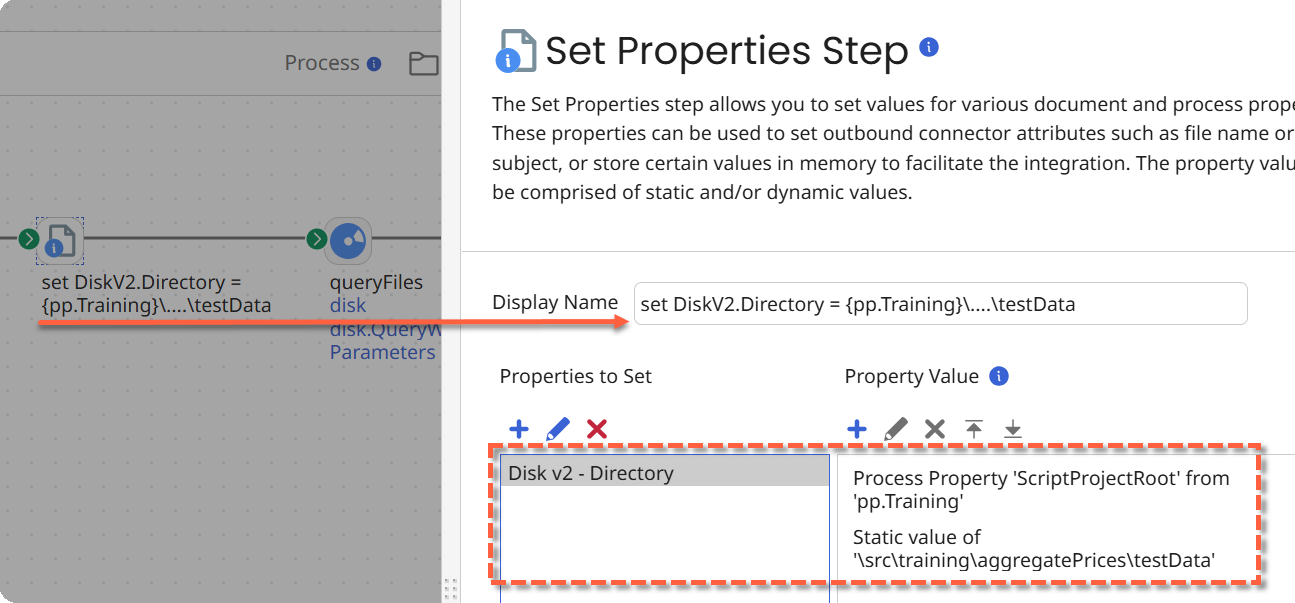 Process
set DiskV2.Directory =
{pp.Training}\....\testData
queryFiles
disk
Parameters
Set Properties Step
The Set Properties step allows you to set values for various document and process
These properties can be used to set outbound connector attributes such as file name or
subject, or store certain values in memory to facilitate the integration. The property
be comprised of static and/or dynamic values.
Display Name
set DiskV2.Directory = {pp.Training}\....\testData
Properties to Set
Property Value
Disk v2 - Directory
Process Property 'ScriptProjectRoot' from
'pp.Training'
Static value of
'\src\training\aggregatePrices\testData'